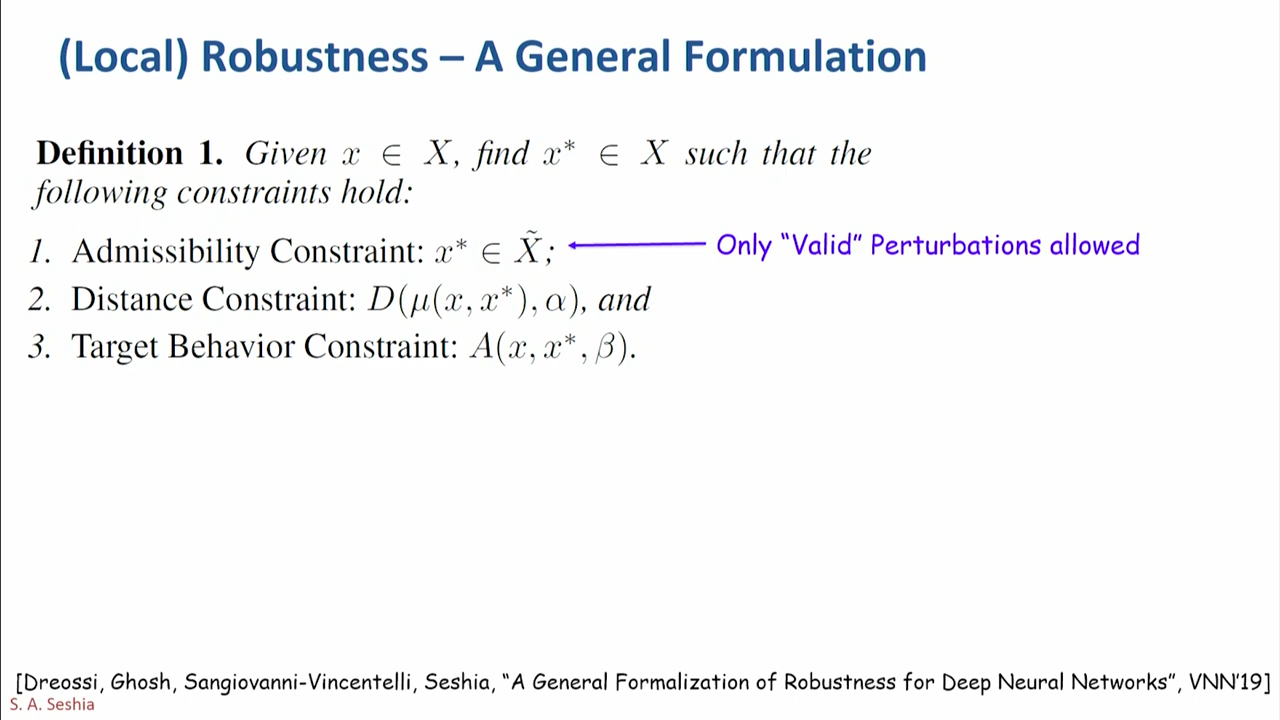 (Local) Robustness – A General Formulation
Definition 1. Given x ∈ X, find x* ∈ X such that the
following constraints hold:
1. Admissibility Constraint: x* ∈ X̃; Only “Valid” Perturbations allowed
2. Distance Constraint: D(μ(x, x*), α), and
3. Target Behavior Constraint: A(x, x*, β).
[Dreossi, Ghosh, Sangiovanni-Vincentelli, Seshia, “A General Formalization of Robustness for Deep Neural Networks”, VNN’19]
S. A. Seshia